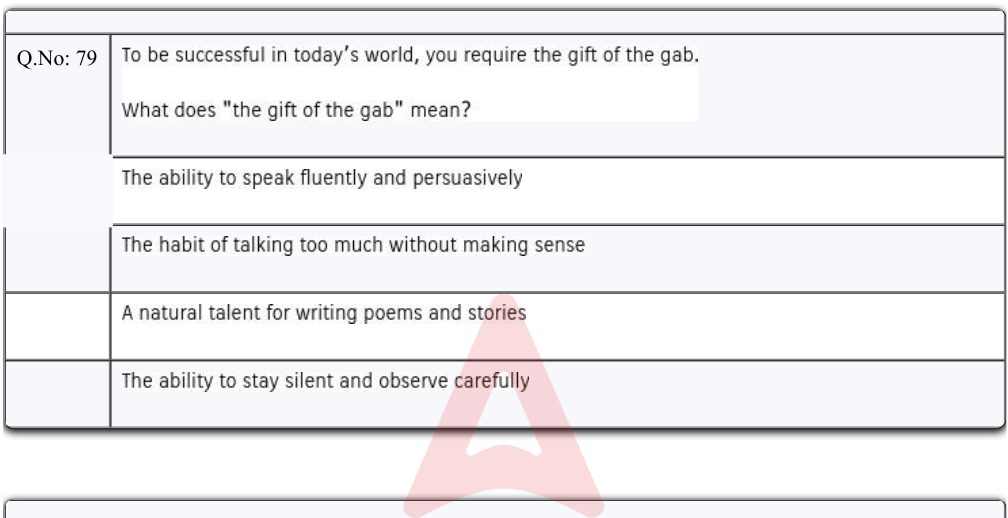 Q.No: 79
To be successful in today's world, you require the gift of the gab.
What does "the gift of the gab" mean?
The ability to speak fluently and persuasively
The habit of talking too much without making sense
A natural talent for writing poems and stories
The ability to stay silent and observe carefully